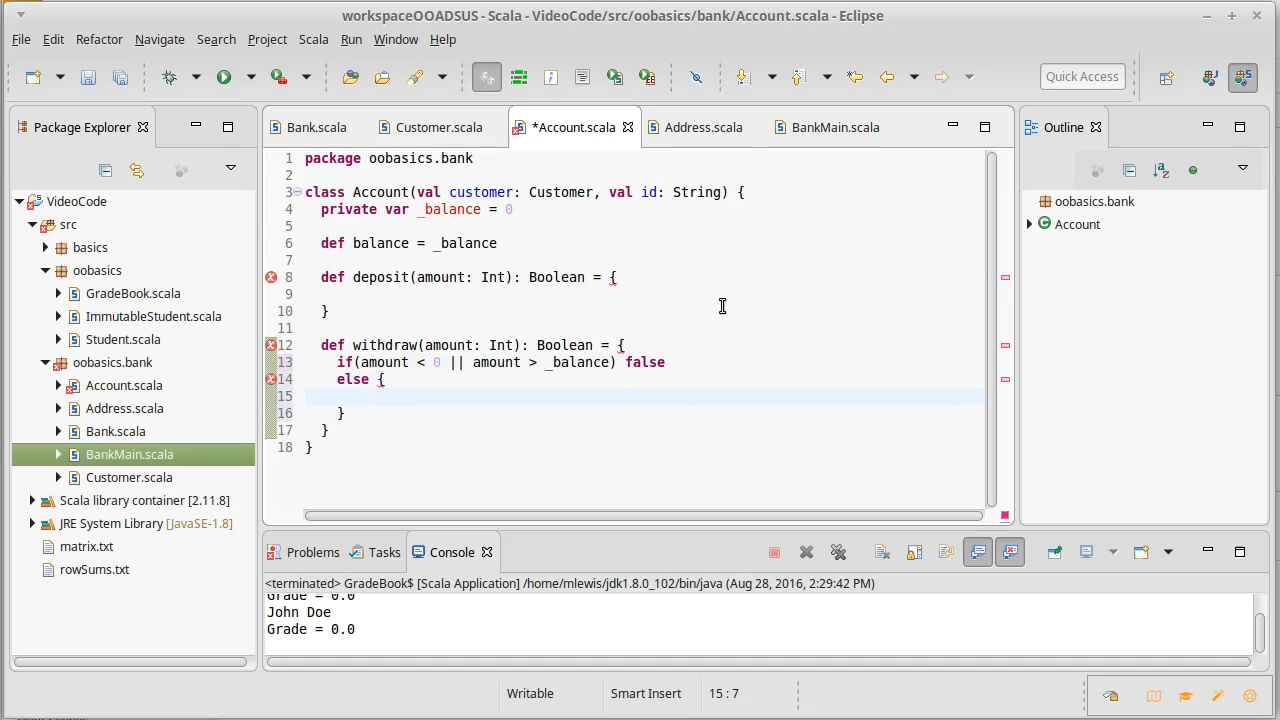 workspaceOOADSUS - Scala - VideoCode/src/oobasics/bank/Account.scala - Eclipse
File Edit Refactor Navigate Search Project Scala Run Window Help
Quick Access
Package Explorer
Bank.scala Customer.scala *Account.scala Address.scala BankMain.scala
Outline
VideoCode
src
basics
oobasics
GradeBook.scala
ImmutableStudent.scala
Student.scala
oobasics.bank
Account.scala
Address.scala
Bank.scala
BankMain.scala
Customer.scala
Scala library container [2.11.8]
JRE System Library [JavaSE-1.8]
matrix.txt
rowSums.txt
1 package oobasics.bank
2
3 class Account(val customer: Customer, val id: String) {
4 private var _balance = 0
5
6 def balance = _balance
7
8 def deposit(amount: Int): Boolean = {
9
10 }
11
12 def withdraw(amount: Int): Boolean = {
13 if(amount < 0 || amount > _balance) false
14 else {
15
16 }
17 }
18 }
oobasics.bank
Account
Problems Tasks Console
<terminated> GradeBook$ [Scala Application] /home/mlewis/jdk1.8.0_102/bin/java (Aug 28, 2016, 2:29:42 PM)
Grade = 0.0
John Doe
Grade = 0.0
Writable Smart Insert 15 : 7